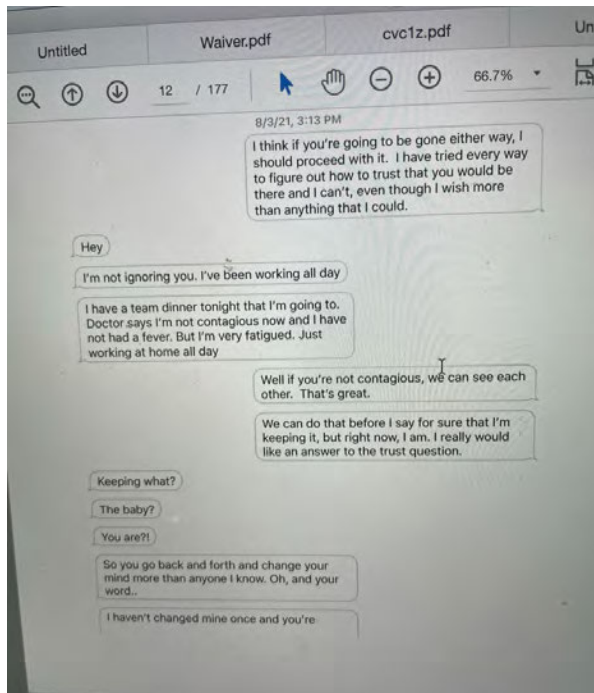 Untitled
Waiver.pdf
cvc1z.pdf
Un
12 / 177
66.7%
8/3/21, 3:13 PM
I think if you're going to be gone either way, I
should proceed with it. I have tried every way
to figure out how to trust that you would be
there and I can't, even though I wish more
than anything that I could.
Hey
I'm not ignoring you. I've been working all day
I have a team dinner tonight that I'm going to.
Doctor says I'm not contagious now and I have
not had a fever. But I'm very fatigued. Just
working at home all day
Well if you're not contagious, we can see each
other. That's great.
We can do that before I say for sure that I'm
keeping it, but right now, I am. I really would
like an answer to the trust question.
Keeping what?
The baby?
You are?!
So you go back and forth and change your
mind more than anyone I know. Oh, and your
word..
I haven't changed mine once and you're